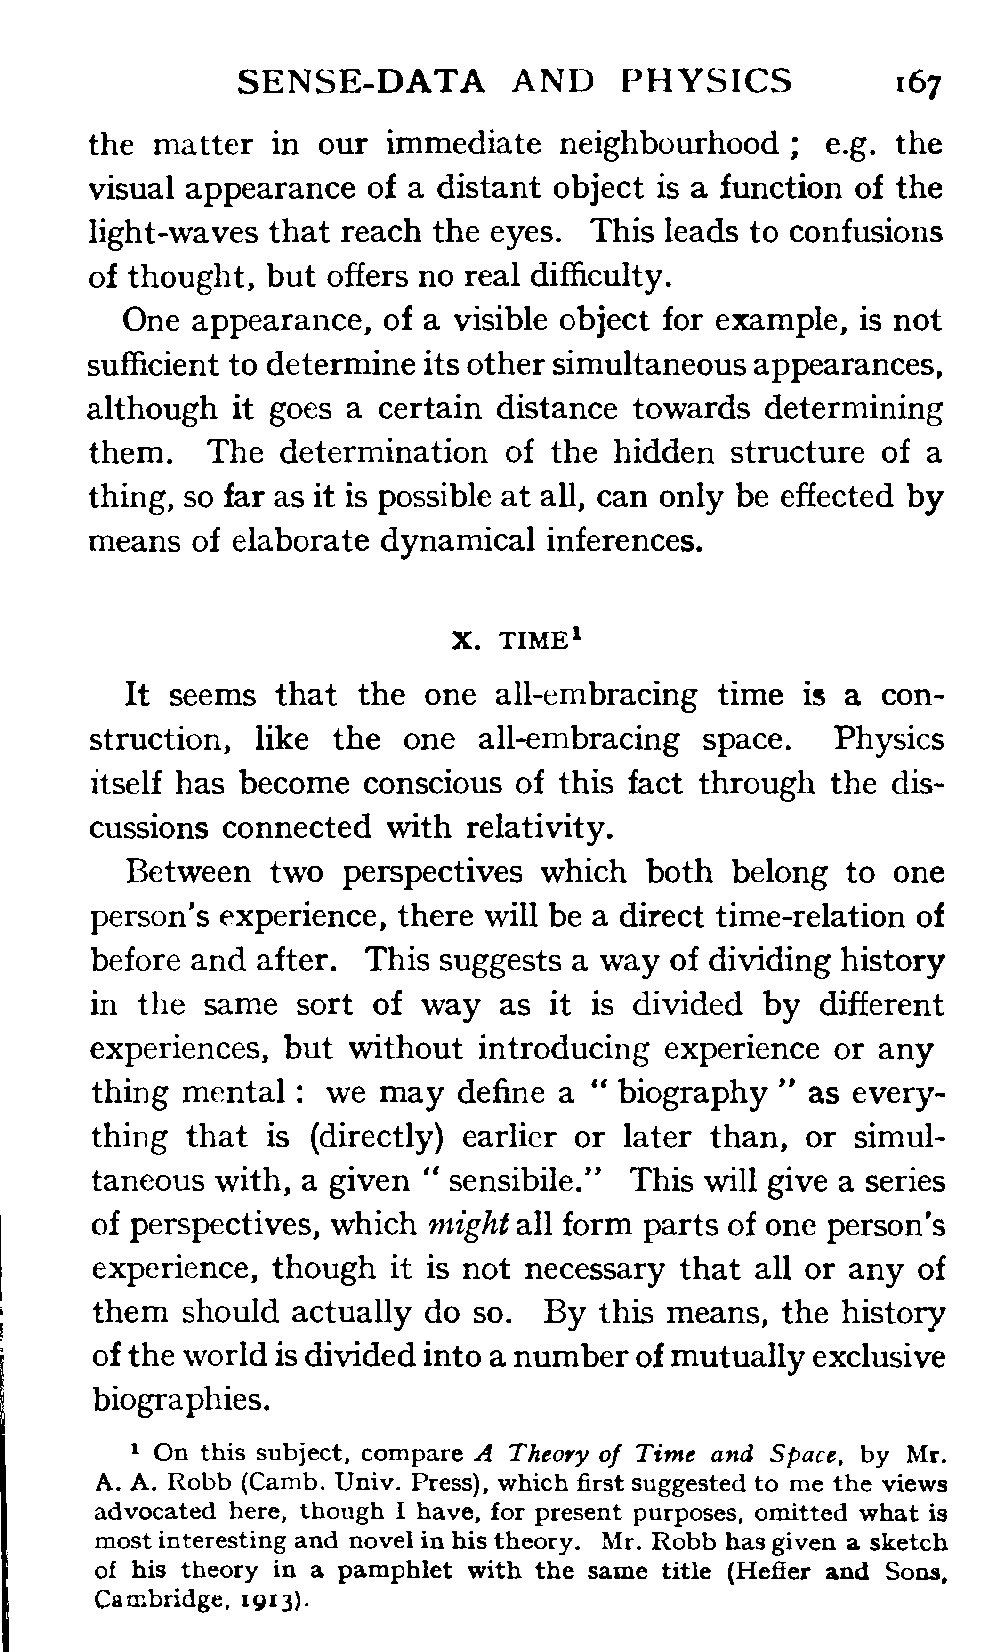 SENSE-DATA AND PHYSICS 167
the matter in our immediate neighbourhood ; e.g. the
visual appearance of a distant object is a function of the
light-waves that reach the eyes. This leads to confusions
of thought, but offers no real difficulty.
One appearance, of a visible object for example, is not
sufficient to determine its other simultaneous appearances,
although it goes a certain distance towards determining
them. The determination of the hidden structure of a
thing, so far as it is possible at all, can only be effected by
means of elaborate dynamical inferences.
X. TIME¹
It seems that the one all-embracing time is a con-
struction, like the one all-embracing space. Physics
itself has become conscious of this fact through the dis-
cussions connected with relativity.
Between two perspectives which both belong to one
person's experience, there will be a direct time-relation of
before and after. This suggests a way of dividing history
in the same sort of way as it is divided by different
experiences, but without introducing experience or any
thing mental : we may define a " biography " as every-
thing that is (directly) earlier or later than, or simul-
taneous with, a given " sensibile." This will give a series
of perspectives, which might all form parts of one person's
experience, though it is not necessary that all or any of
them should actually do so. By this means, the history
of the world is divided into a number of mutually exclusive
biographies.
¹ On this subject, compare A Theory of Time and Space, by Mr.
A. A. Robb (Camb. Univ. Press), which first suggested to me the views
advocated here, though I have, for present purposes, omitted what is
most interesting and novel in his theory. Mr. Robb has given a sketch
of his theory in a pamphlet with the same title (Heffer and Sons,
Cambridge, 1913).